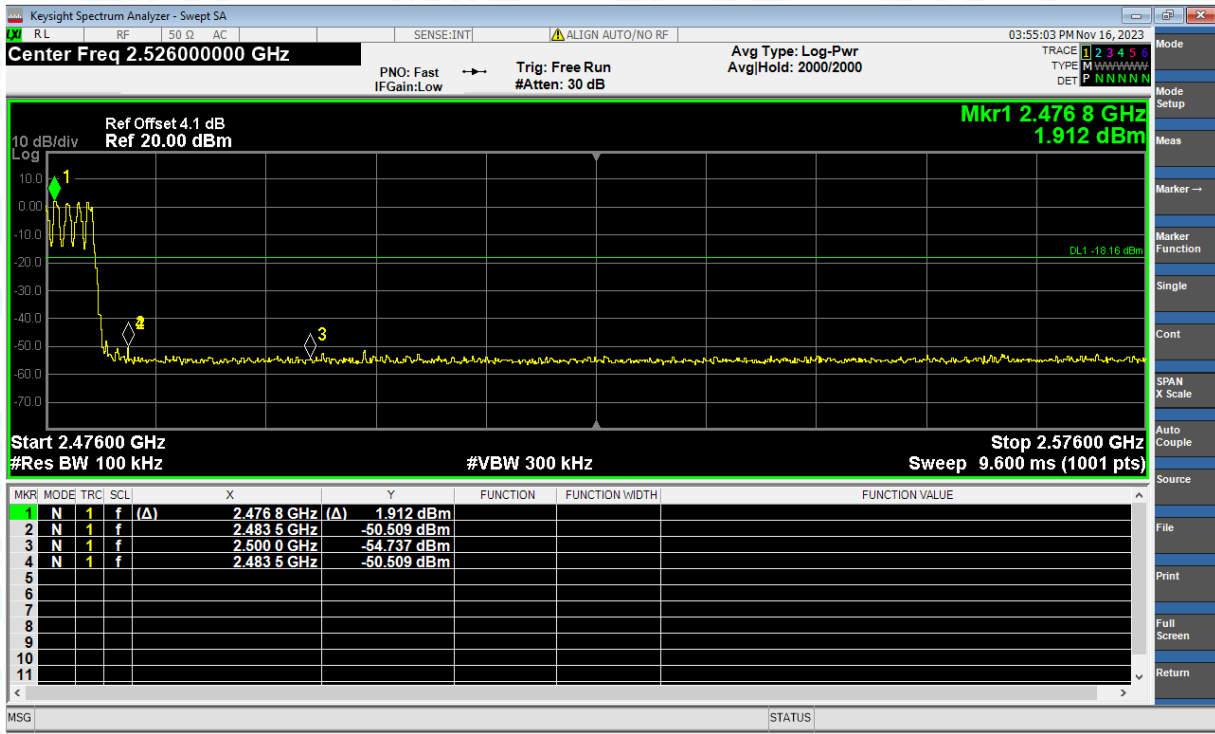 Keysight Spectrum Analyzer - Swept SA
RL RF 50 Ω AC SENSE:INT ALIGN AUTO/NO RF 03:55:03 PM Nov 16, 2023
Center Freq 2.526000000 GHz
PNO: Fast
IFGain:Low
Trig: Free Run
#Atten: 30 dB
Avg Type: Log-Pwr
Avg|Hold: 2000/2000
TRACE 1 2 3 4 5 6
TYPE M WWWWW
DET P N N N N N
Mkr1 2.476 8 GHz
1.912 dBm
Ref Offset 4.1 dB
10 dB/div Ref 20.00 dBm
Log
10.0
0.00
-10.0
-20.0
-30.0
-40.0
-50.0
-60.0
-70.0
1
3
DL1 -18.16 dBm
Start 2.47600 GHz Stop 2.57600 GHz
#Res BW 100 kHz #VBW 300 kHz Sweep 9.600 ms (1001 pts)
MKR MODE TRC SCL X Y FUNCTION FUNCTION WIDTH FUNCTION VALUE
1 N 1 f (Δ) 2.476 8 GHz (Δ) 1.912 dBm
2 N 1 f 2.483 5 GHz -50.509 dBm
3 N 1 f 2.500 0 GHz -54.737 dBm
4 N 1 f 2.483 5 GHz -50.509 dBm
5
6
7
8
9
10
11
MSG STATUS
Mode
Mode
Setup
Meas
Marker →
Marker
Function
Single
Cont
SPAN
X Scale
Auto
Couple
Source
File
Print
Full
Screen
Return